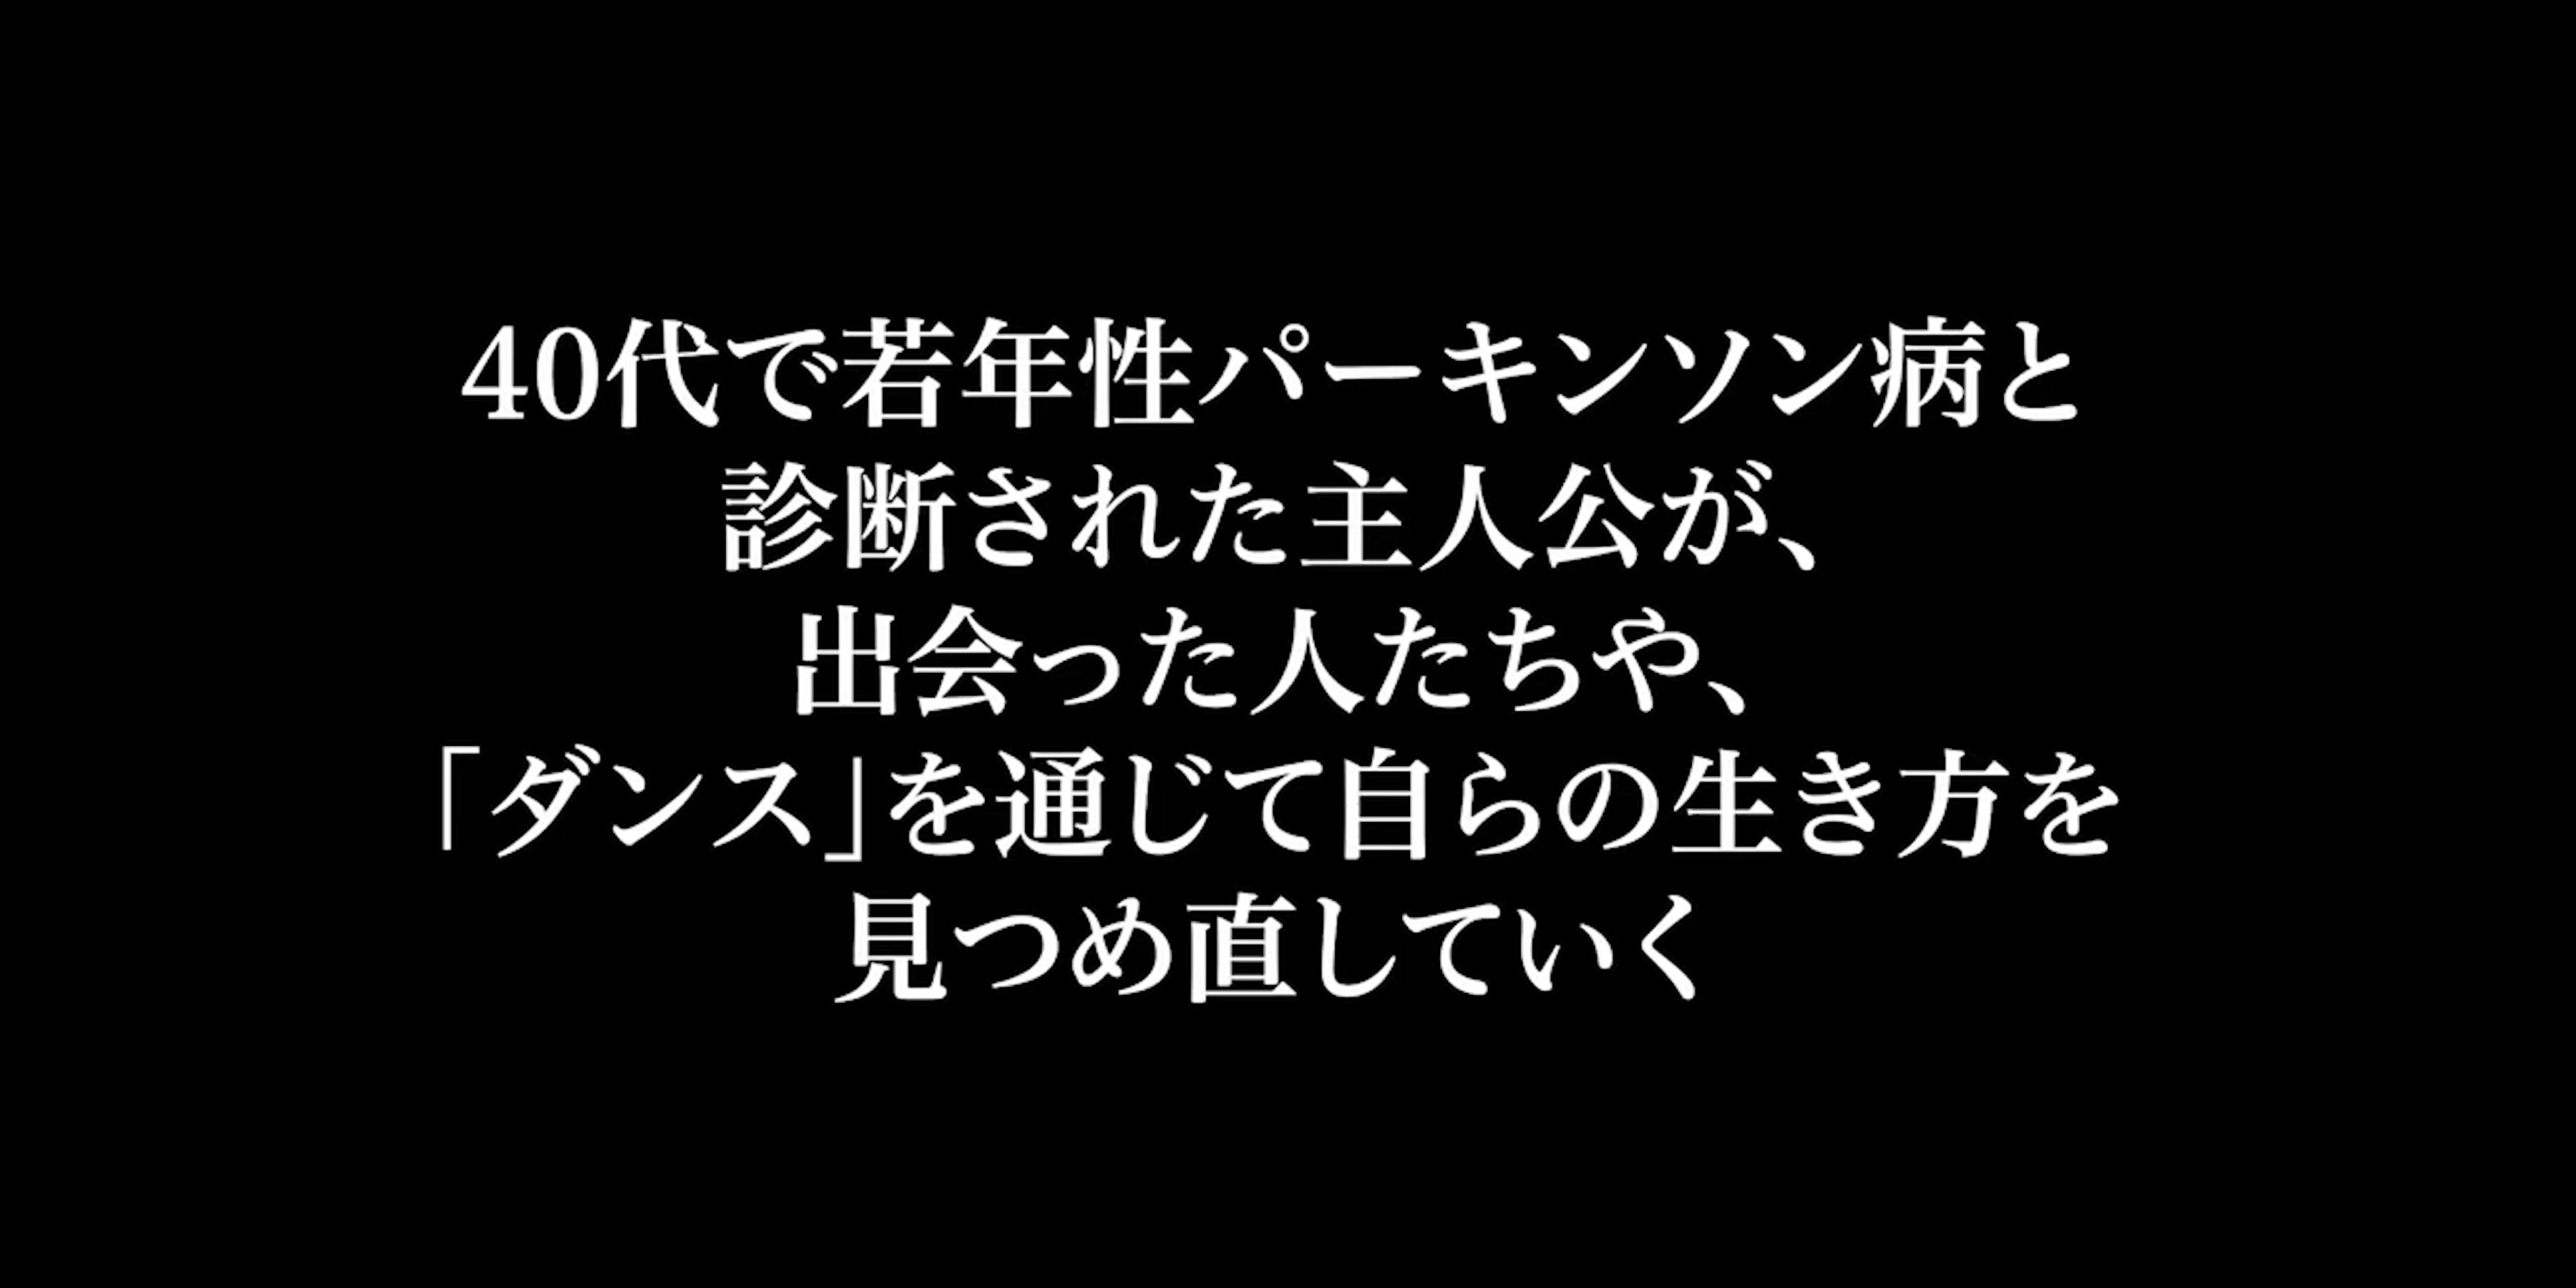 40代で若年性パーキンソン病と
診断された主人公が、
出会った人たちや、
「ダンス」を通じて自らの生き方を
見つめ直していく